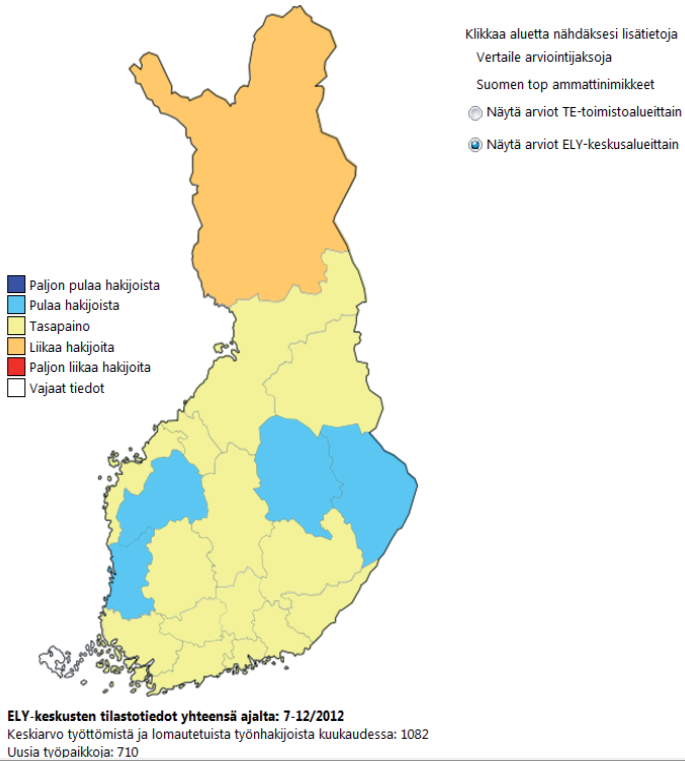 Klikkaa aluetta nähdäksesi lisätietoja
Vertaile arviointijaksoja
Suomen top ammattinimikkeet
Näytä arviot TE-toimistoalueittain
Näytä arviot ELY-keskusalueittain
Paljon pulaa hakijoista
Pulaa hakijoista
Tasapaino
Liikaa hakijoita
Paljon liikaa hakijoita
Vajaat tiedot
ELY-keskusten tilastotiedot yhteensä ajalta: 7-12/2012
Keskiarvo työttömistä ja lomautetuista työnhakijoista kuukaudessa: 1082
Uusia työpaikkoja: 710